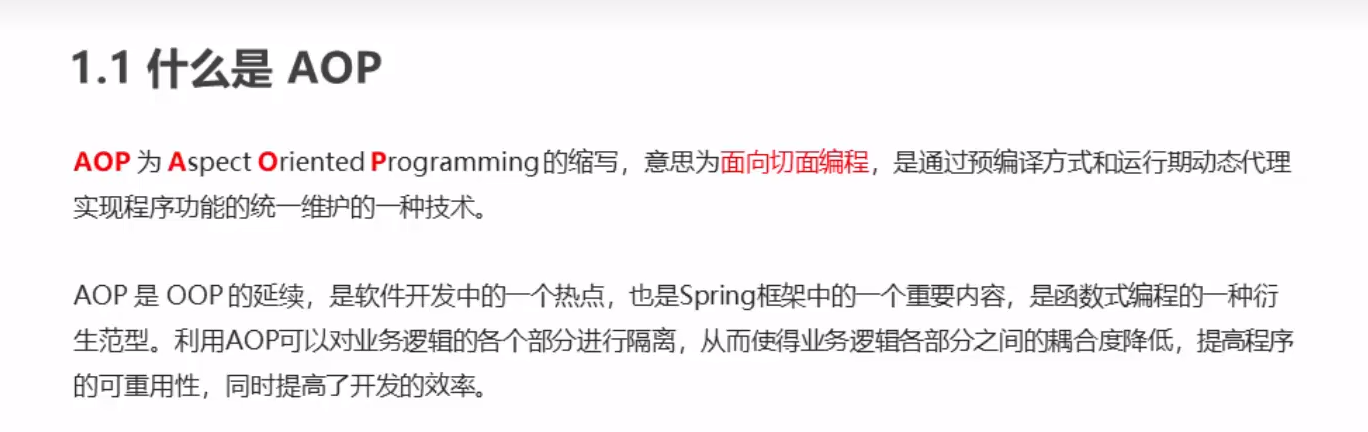 1.1 什么是 AOP
AOP 为 Aspect Oriented Programming 的缩写，意思为面向切面编程，是通过预编译方式和运行期动态代理
实现程序功能的统一维护的一种技术。
AOP 是 OOP 的延续，是软件开发中的一个热点，也是Spring框架中的一个重要内容，是函数式编程的一种衍
生范型。利用AOP可以对业务逻辑的各个部分进行隔离，从而使得业务逻辑各部分之间的耦合度降低，提高程序
的可重用性，同时提高了开发的效率。